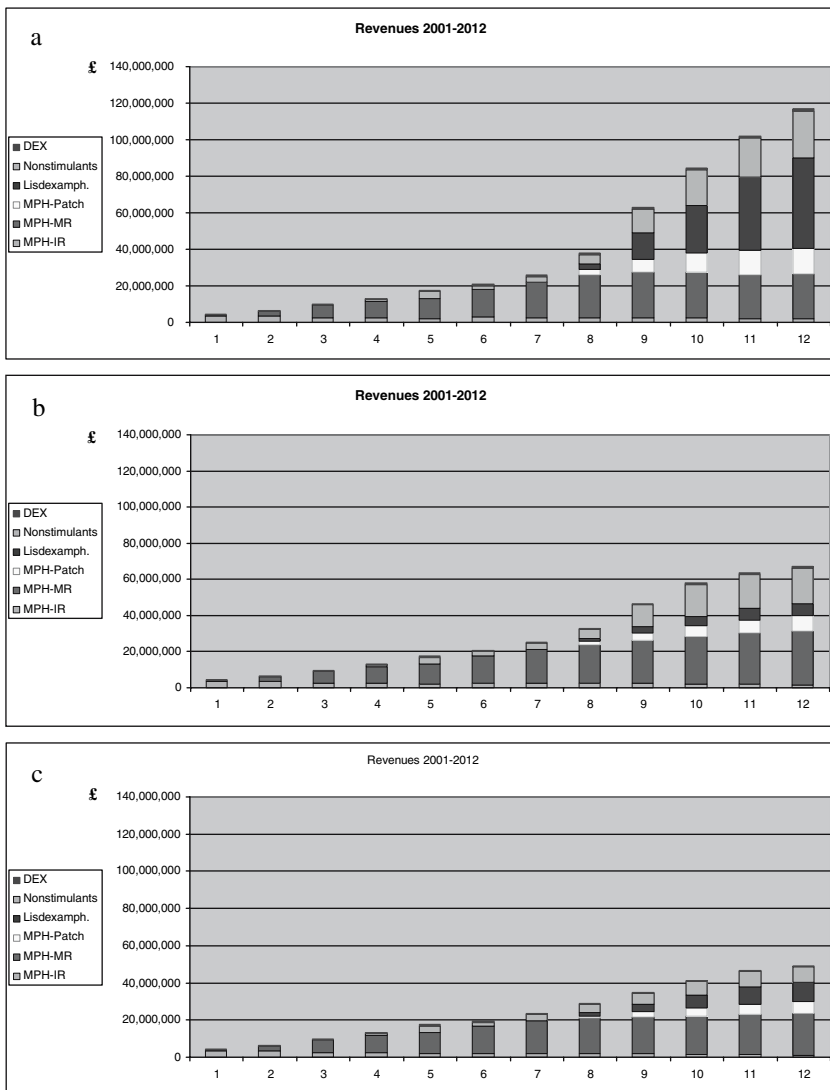 a
Revenues 2001-2012
£
140,000,000
120,000,000
100,000,000
80,000,000
60,000,000
40,000,000
20,000,000
0
DEX
Nonstimulants
Lisdexamph.
MPH-Patch
MPH-MR
MPH-IR
1 2 3 4 5 6 7 8 9 10 11 12
b
Revenues 2001-2012
£
140,000,000
120,000,000
100,000,000
80,000,000
60,000,000
40,000,000
20,000,000
0
DEX
Nonstimulants
Lisdexamph.
MPH-Patch
MPH-MR
MPH-IR
1 2 3 4 5 6 7 8 9 10 11 12
c
Revenues 2001-2012
£
140,000,000
120,000,000
100,000,000
80,000,000
60,000,000
40,000,000
20,000,000
0
DEX
Nonstimulants
Lisdexamph.
MPH-Patch
MPH-MR
MPH-IR
1 2 3 4 5 6 7 8 9 10 11 12